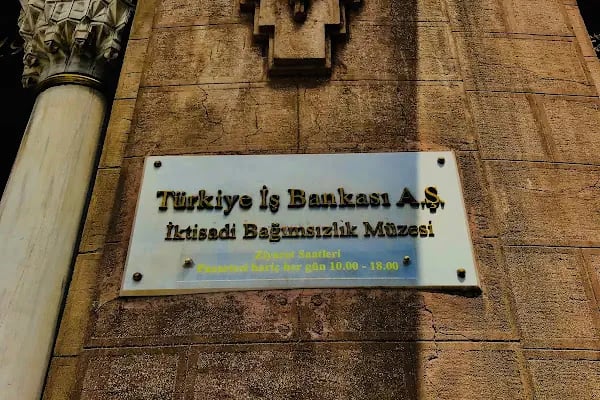 Türkiye İş Bankası A.Ş.
İktisadi Bağımsızlık Müzesi
Ziyaret Saatleri
Pazartesi hariç her gün 10.00 - 18.00